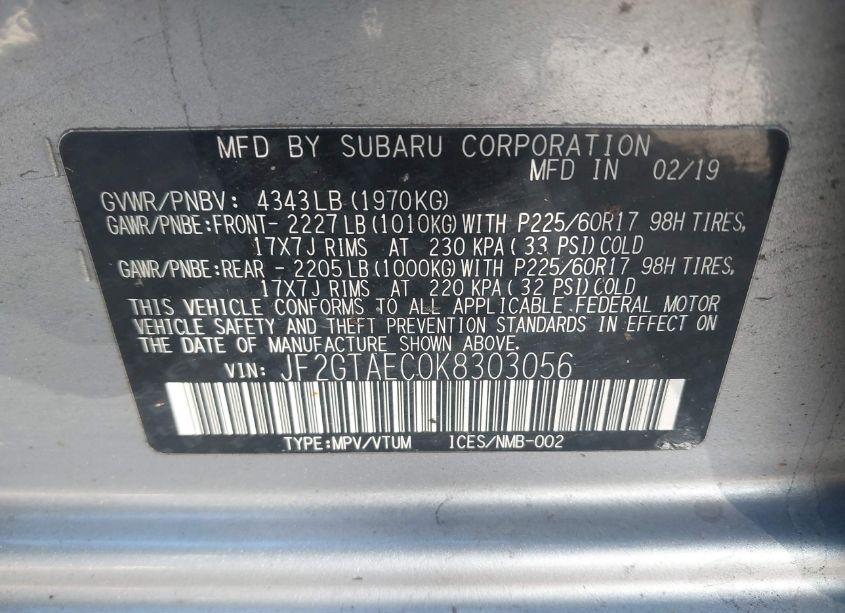 MFD BY SUBARU CORPORATION
MFD IN 02/19
GVWR/PNBV: 4343LB (1970KG)
GAWR/PNBE:FRONT- 2227LB (1010KG) WITH P225/60R17 98H TIRES,
17X7J RIMS AT 230 KPA ( 33 PSI) COLD
GAWR/PNBE:REAR - 2205LB (1000KG) WITH P225/60R17 98H TIRES,
17X7J RIMS AT 220 KPA ( 32 PSI) COLD
THIS VEHICLE CONFORMS TO ALL APPLICABLE FEDERAL MOTOR
VEHICLE SAFETY AND THEFT PREVENTION STANDARDS IN EFFECT ON
THE DATE OF MANUFACTURE SHOWN ABOVE.
VIN: JF2GTAEC0K8303056
TYPE:MPV/VTUM ICES/NMB-002